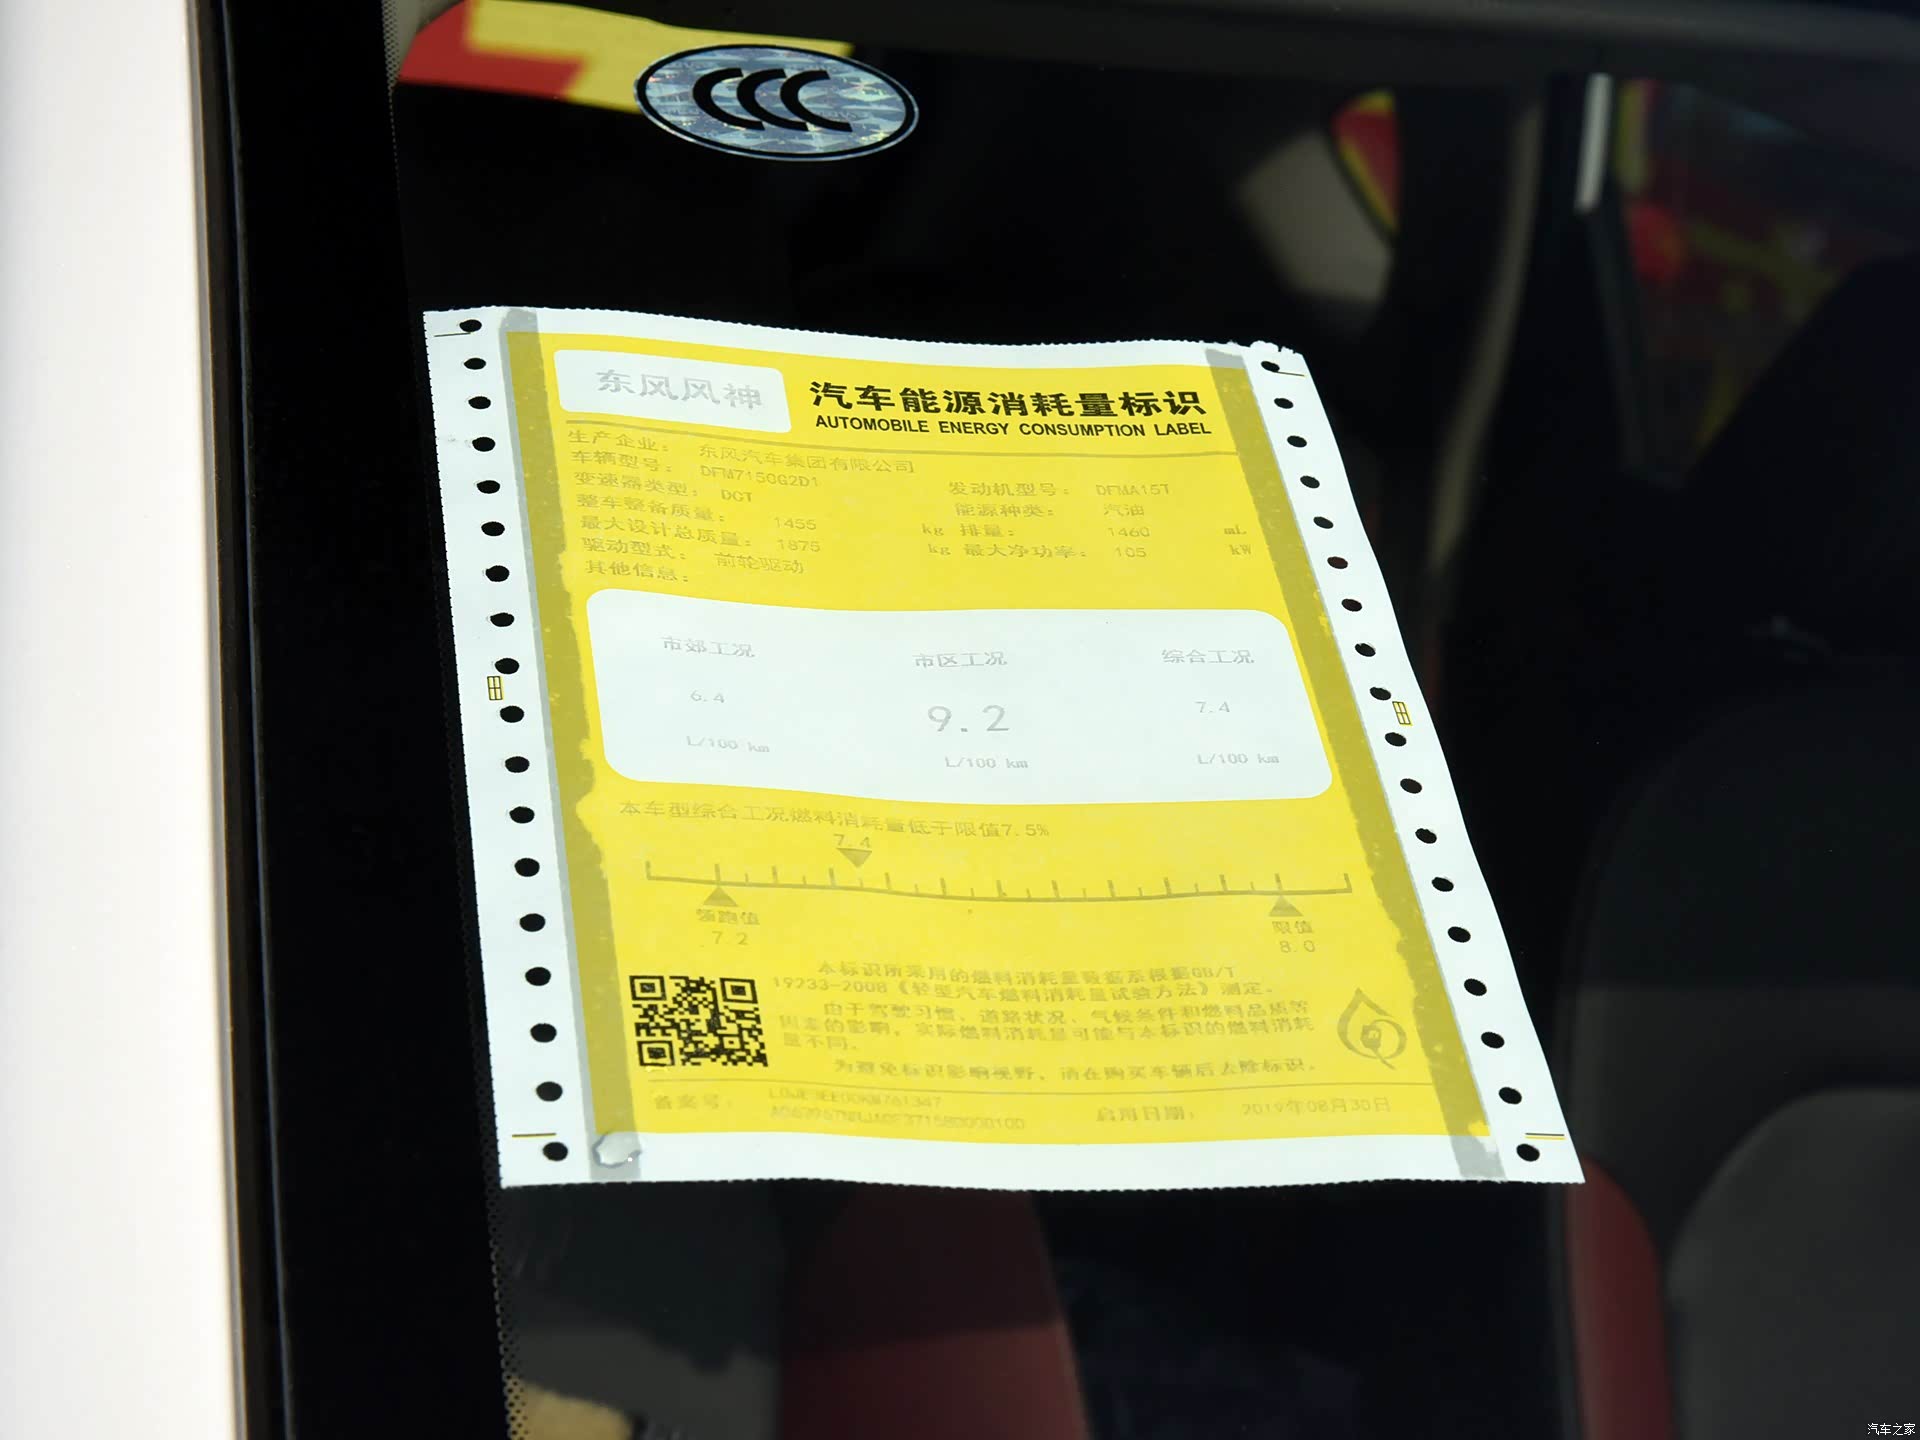 CCC
东风风神
汽车能源消耗量标识
AUTOMOBILE ENERGY CONSUMPTION LABEL
生产企业： 东风汽车集团有限公司
车辆型号： DFM7150G2D1
发动机型号： DFMA15T
变速器类型： DCT
能源种类： 汽油
整车整备质量： 1455 kg
排量： 1460 mL
最大设计总质量： 1875 kg
最大净功率： 105 kW
驱动型式： 前轮驱动
其他信息：
市郊工况 市区工况 综合工况
6.4 9.2 7.4
L/100 km L/100 km L/100 km
本车型综合工况燃料消耗量低于限值7.5%
7.4
领跑值 限值
7.2 8.0
本标识所采用的燃料消耗量数据系根据GB/T
19233-2008《轻型汽车燃料消耗量试验方法》测定。
由于驾驶习惯、道路状况、气候条件和燃料品质等
因素的影响，实际燃料消耗量可能与本标识的燃料消耗
量不同。
为避免标识影响视野，请在购买车辆后去除标识。
备案号：
启用日期： 2019年08月30日
汽车之家